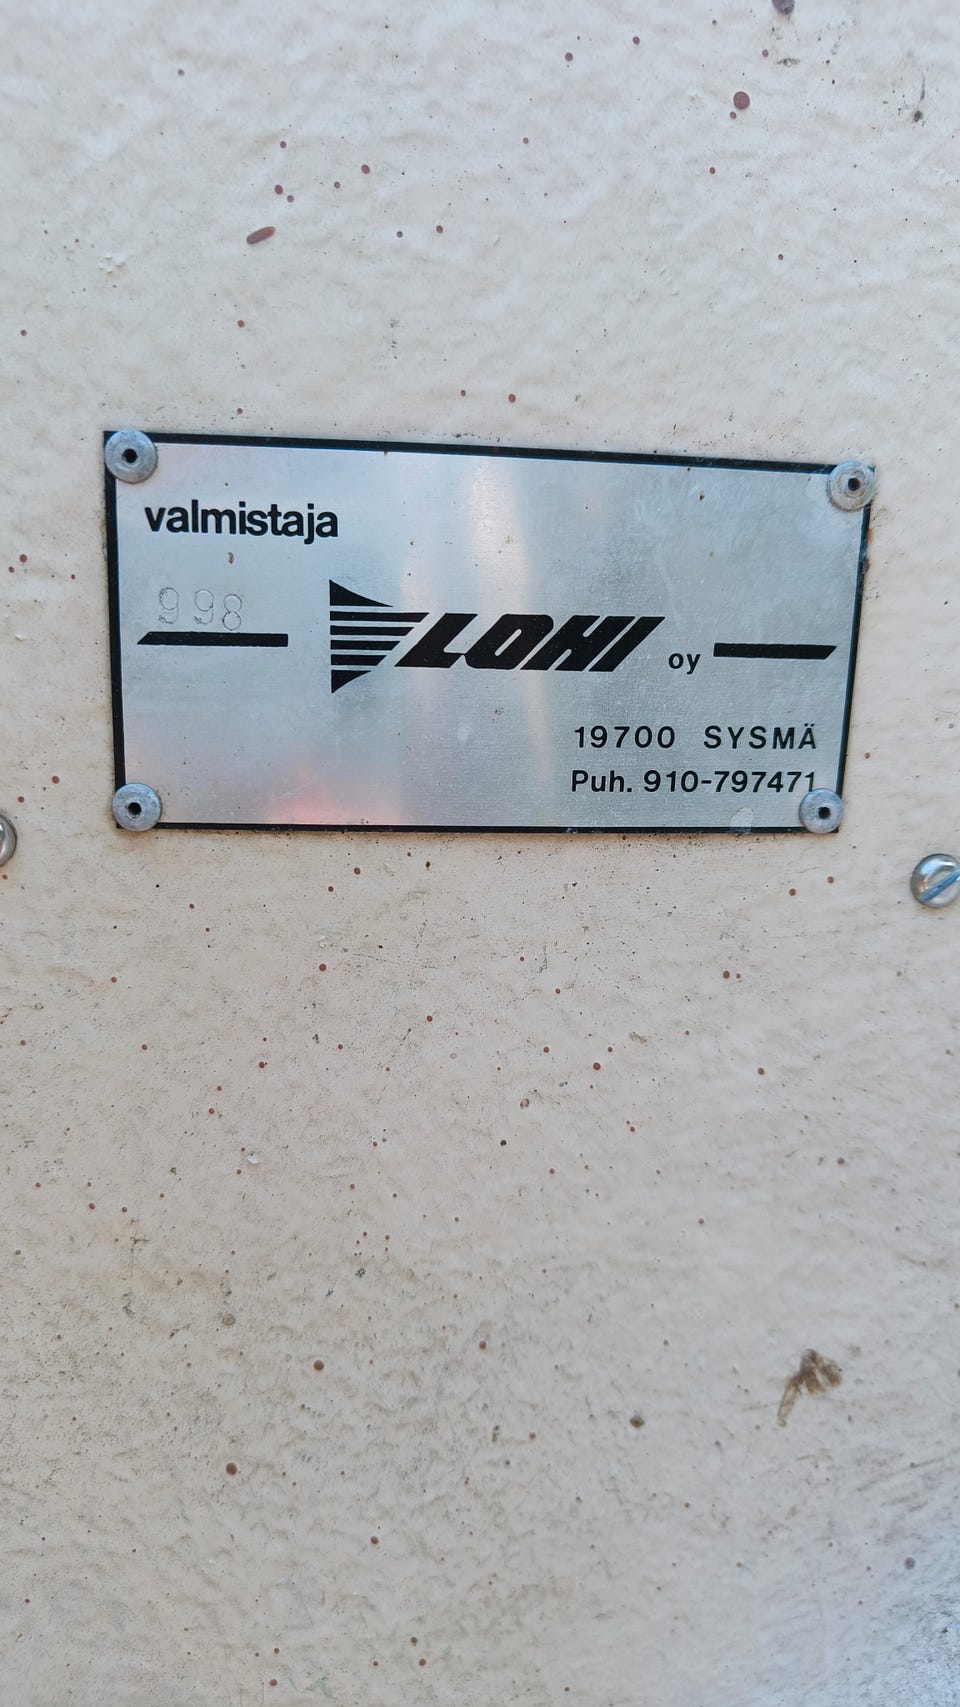 valmistaja
998
LOHI oy
19700 SYSMÄ
Puh. 910-797471